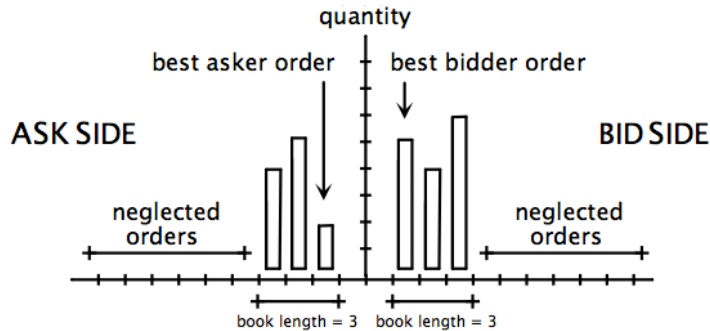 quantity
best asker order
best bidder order
ASK SIDE
BID SIDE
neglected
orders
neglected
orders
book length = 3
book length = 3